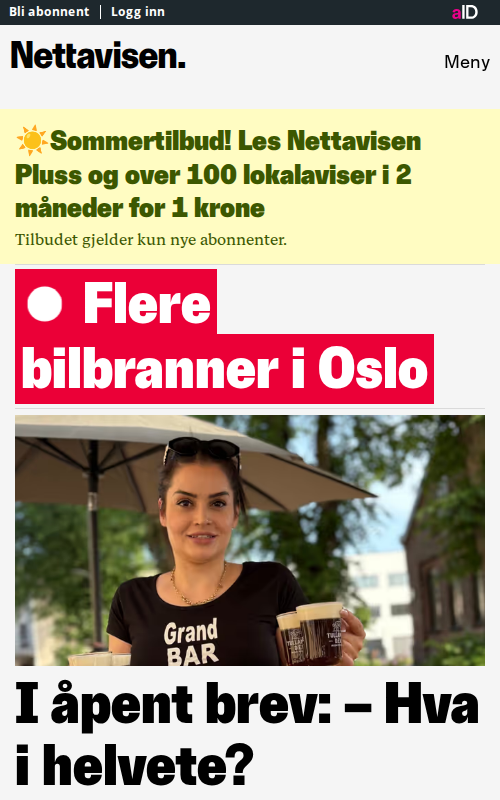 Bli abonnent
Logg inn
aID
Nettavisen.
Meny
☀️Sommertilbud! Les Nettavisen
Pluss og over 100 lokalaviser i 2
måneder for 1 krone
Tilbudet gjelder kun nye abonnenter.
Flere
bilbranner i Oslo
Grand
BAR
I åpent brev: – Hva
i helvete?